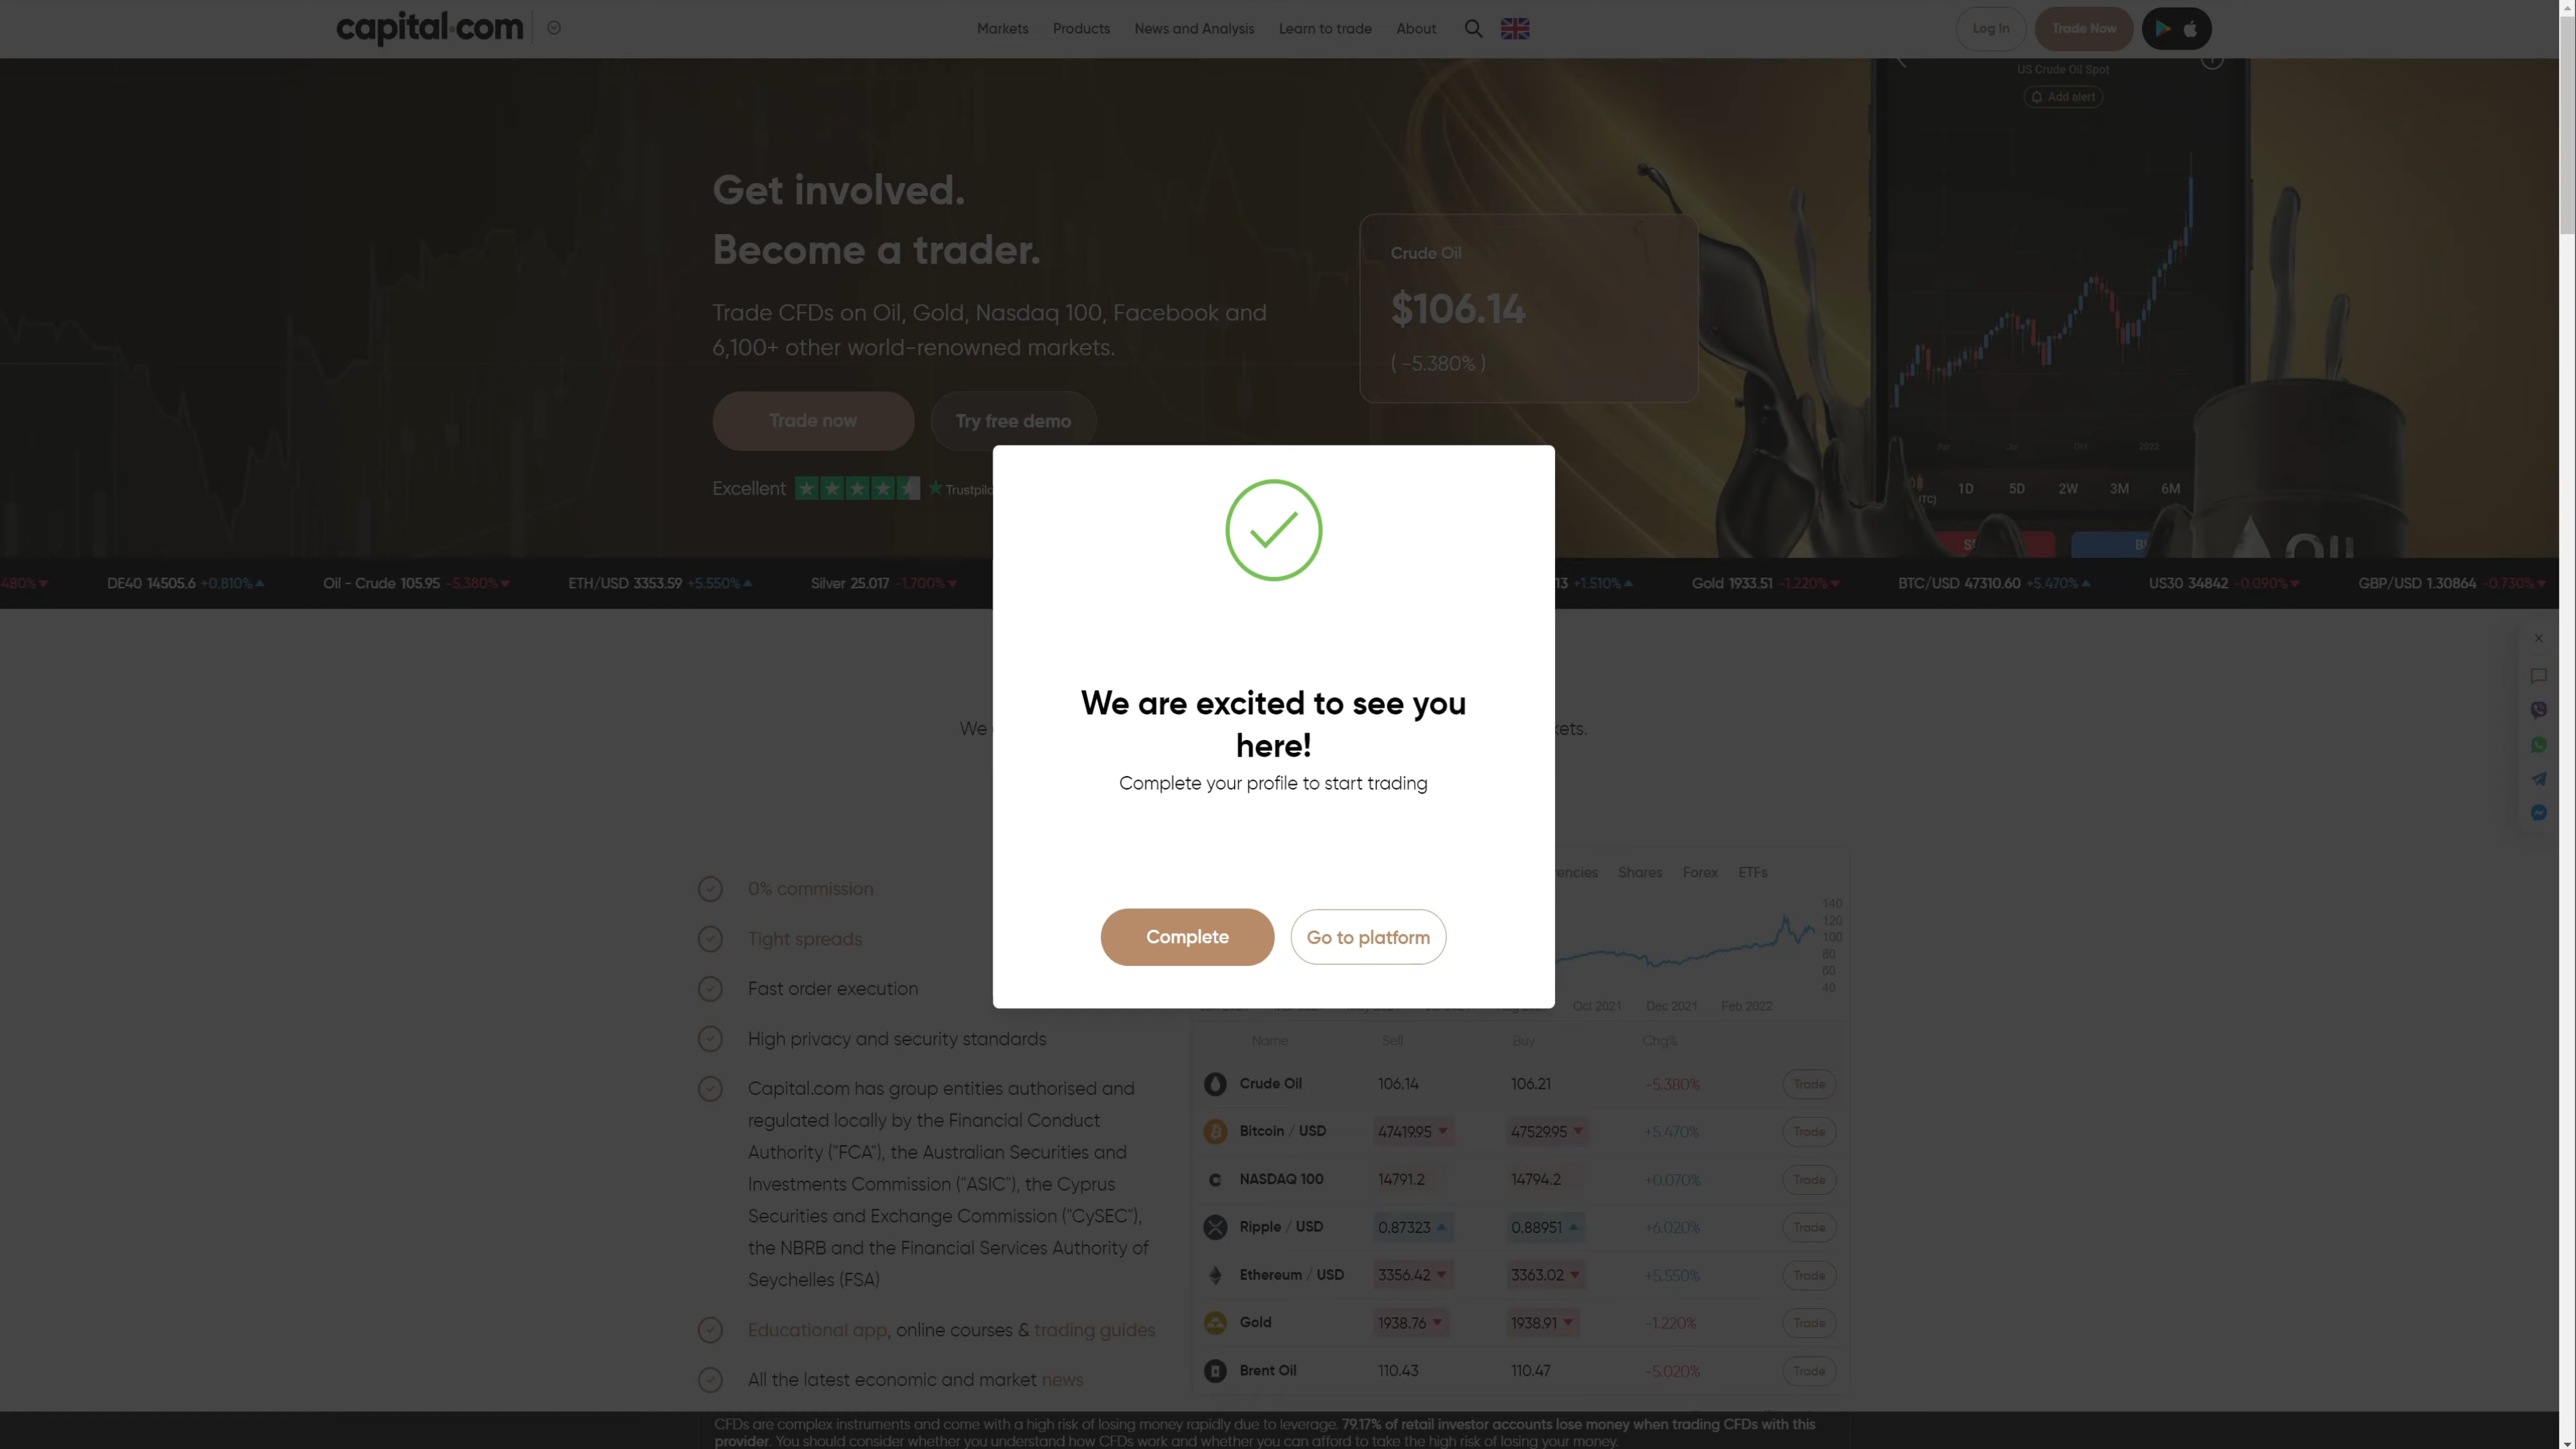 capital.com
Markets
Products
News and Analysis
Learn to trade
About
Log In
Trade Now
US Crude Oil Spot
Add alert
Get involved.
Become a trader.
Trade CFDs on Oil, Gold, Nasdaq 100, Facebook and
6,100+ other world-renowned markets.
Trade now
Try free demo
Excellent
Crude Oil
$106.14
( -5.380% )
Apr Jul Oct 2022
(TC)
1D 5D 2W 3M 6M
OIL
480%
DE40 14505.6 +0.810%
Oil - Crude 105.95 -5.380%
ETH/USD 3353.59 +5.550%
Silver 25.017 -1.700%
13 +1.510%
Gold 1933.51 -1.220%
BTC/USD 47310.60 +5.470%
US30 34842 -0.090%
GBP/USD 1.30864 -0.730%
We are excited to see you
here!
Complete your profile to start trading
Complete
Go to platform
We
0% commission
Tight spreads
Fast order execution
High privacy and security standards
Capital.com has group entities authorised and
regulated locally by the Financial Conduct
Authority ("FCA"), the Australian Securities and
Investments Commission ("ASIC"), the Cyprus
Securities and Exchange Commission ("CySEC"),
the NBRB and the Financial Services Authority of
Seychelles (FSA)
Educational app, online courses & trading guides
All the latest economic and market news
Shares Forex ETFs
140
120
100
80
60
40
Oct 2021 Dec 2021 Feb 2022
Name Sell Buy Chg%
Crude Oil 106.14 106.21 -5.380% Trade
Bitcoin / USD 47419.95 47529.95 +5.470% Trade
NASDAQ 100 14791.2 14794.2 +0.070% Trade
Ripple / USD 0.87323 0.88951 +6.020% Trade
Ethereum / USD 3356.42 3363.02 +5.550% Trade
Gold 1938.76 1938.91 -1.220% Trade
Brent Oil 110.43 110.47 -5.020% Trade
CFDs are complex instruments and come with a high risk of losing money rapidly due to leverage. 79.17% of retail investor accounts lose money when trading CFDs with this
provider. You should consider whether you understand how CFDs work and whether you can afford to take the high risk of losing your money.